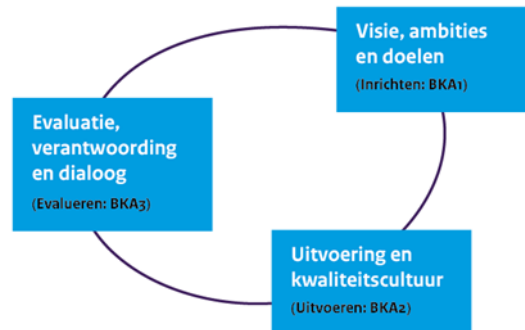 Visie, ambities
en doelen
(Inrichten: BKA1)
Evaluatie,
verantwoording
en dialoog
(Evalueren: BKA3)
Uitvoering en
kwaliteitscultuur
(Uitvoeren: BKA2)